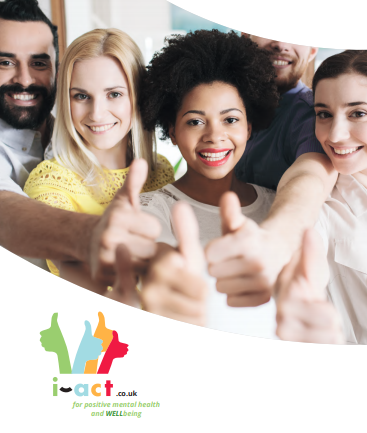 i-act.co.uk
for positive mental health
and WELLbeing